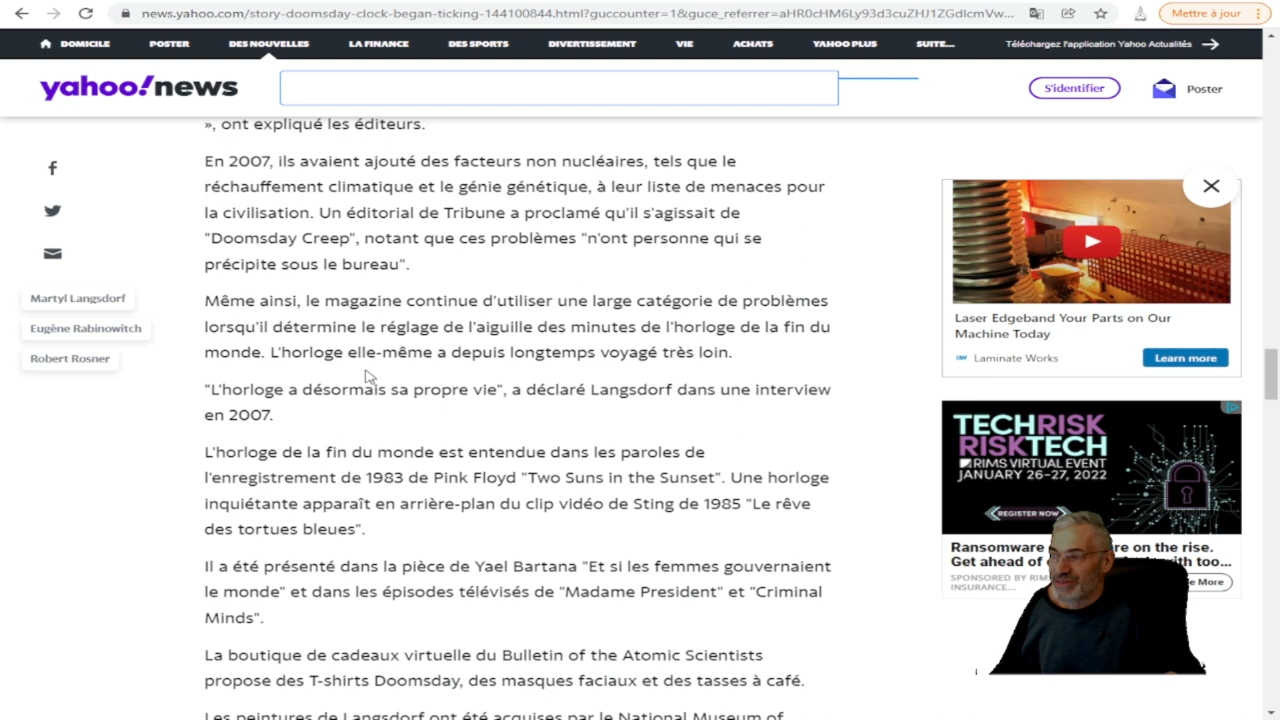 news.yahoo.com/story-doomsday-clock-began-ticking-144100844.html?guccounter=1&guce_referrer=aHR0cHM6Ly93d3cuZHJ1ZGdlcmVw...
Mettre à jour
DOMICILE POSTER DES NOUVELLES LA FINANCE DES SPORTS DIVERTISSEMENT VIE ACHATS YAHOO PLUS SUITE... Téléchargez l'application Yahoo Actualités
yahoo!news
S'identifier
Poster
», ont expliqué les éditeurs.
En 2007, ils avaient ajouté des facteurs non nucléaires, tels que le
réchauffement climatique et le génie génétique, à leur liste de menaces pour
la civilisation. Un éditorial de Tribune a proclamé qu'il s'agissait de
"Doomsday Creep", notant que ces problèmes "n'ont personne qui se
précipite sous le bureau".
Martyl Langsdorf
Eugène Rabinowitch
Robert Rosner
Même ainsi, le magazine continue d'utiliser une large catégorie de problèmes
lorsqu'il détermine le réglage de l'aiguille des minutes de l'horloge de la fin du
monde. L'horloge elle-même a depuis longtemps voyagé très loin.
"L'horloge a désormais sa propre vie", a déclaré Langsdorf dans une interview
en 2007.
L'horloge de la fin du monde est entendue dans les paroles de
l'enregistrement de 1983 de Pink Floyd "Two Suns in the Sunset". Une horloge
inquiétante apparaît en arrière-plan du clip vidéo de Sting de 1985 "Le rêve
des tortues bleues".
Il a été présenté dans la pièce de Yael Bartana "Et si les femmes gouvernaient
le monde" et dans les épisodes télévisés de "Madame President" et "Criminal
Minds".
La boutique de cadeaux virtuelle du Bulletin of the Atomic Scientists
propose des T-shirts Doomsday, des masques faciaux et des tasses à café.
Les peintures de Langsdorf ont été acquises par le National Museum of
Laser Edgeband Your Parts on Our
Machine Today
LW Laminate Works
Learn more
TECHRISK
RISKTECH
RIMS VIRTUAL EVENT
JANUARY 26-27, 2022
REGISTER NOW
Ransomware are on the rise.
Get ahead of with too...
SPONSORED BY RIMS
INSURANCE...
More